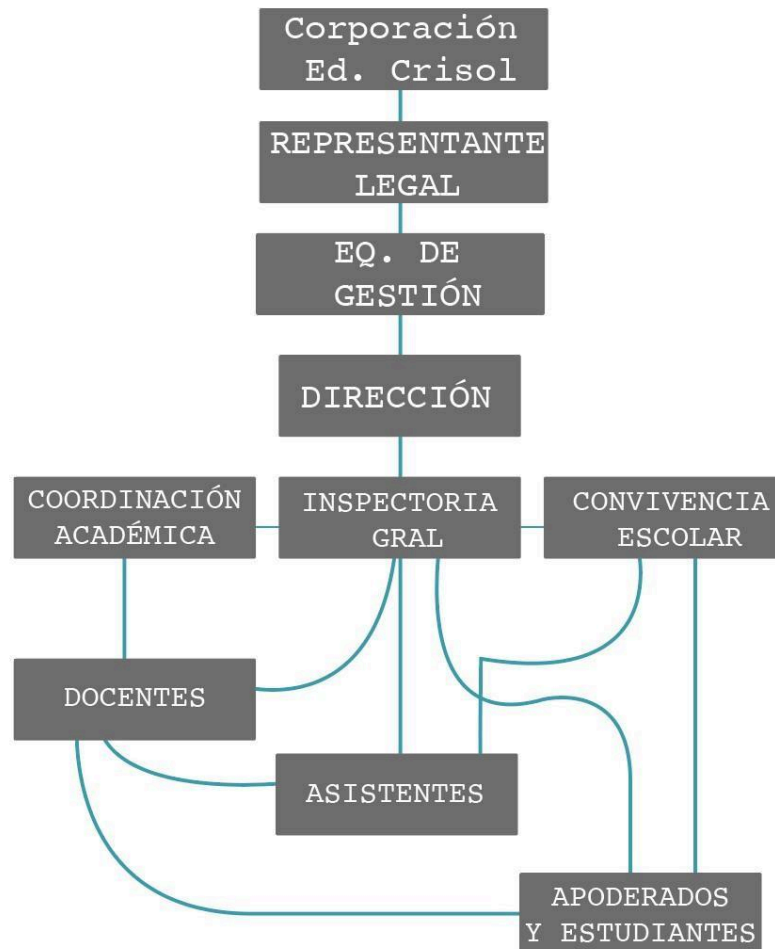 Corporación
Ed. Crisol
REPRESENTANTE
LEGAL
EQ. DE
GESTIÓN
DIRECCIÓN
COORDINACIÓN
ACADÉMICA
INSPECTORIA
GRAL
CONVIVENCIA
ESCOLAR
DOCENTES
ASISTENTES
APODERADOS
Y ESTUDIANTES